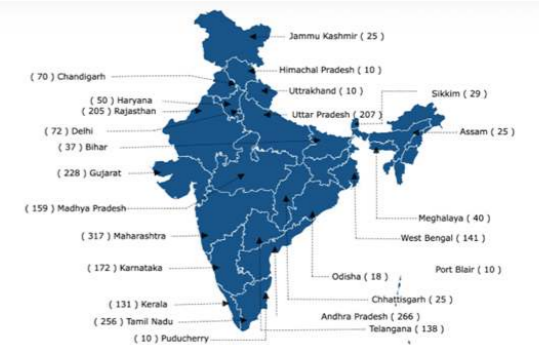 Jammu Kashmir ( 25 )
( 70 ) Chandigarh
Himachal Pradesh ( 10 )
Uttrakhand ( 10 )
Sikkim ( 29 )
( 50 ) Haryana
( 205 ) Rajasthan
Uttar Pradesh ( 207 )
( 72 ) Delhi
Assam ( 25 )
( 37 ) Bihar
( 228 ) Gujarat
( 159 ) Madhya Pradesh
Meghalaya ( 40 )
( 317 ) Maharashtra
West Bengal ( 141 )
( 172 ) Karnataka
Port Blair ( 10 )
Odisha ( 18 )
( 131 ) Kerala
Chhattisgarh ( 25 )
( 256 ) Tamil Nadu
Andhra Pradesh ( 266 )
Telangana ( 138 )
( 10 ) Puducherry